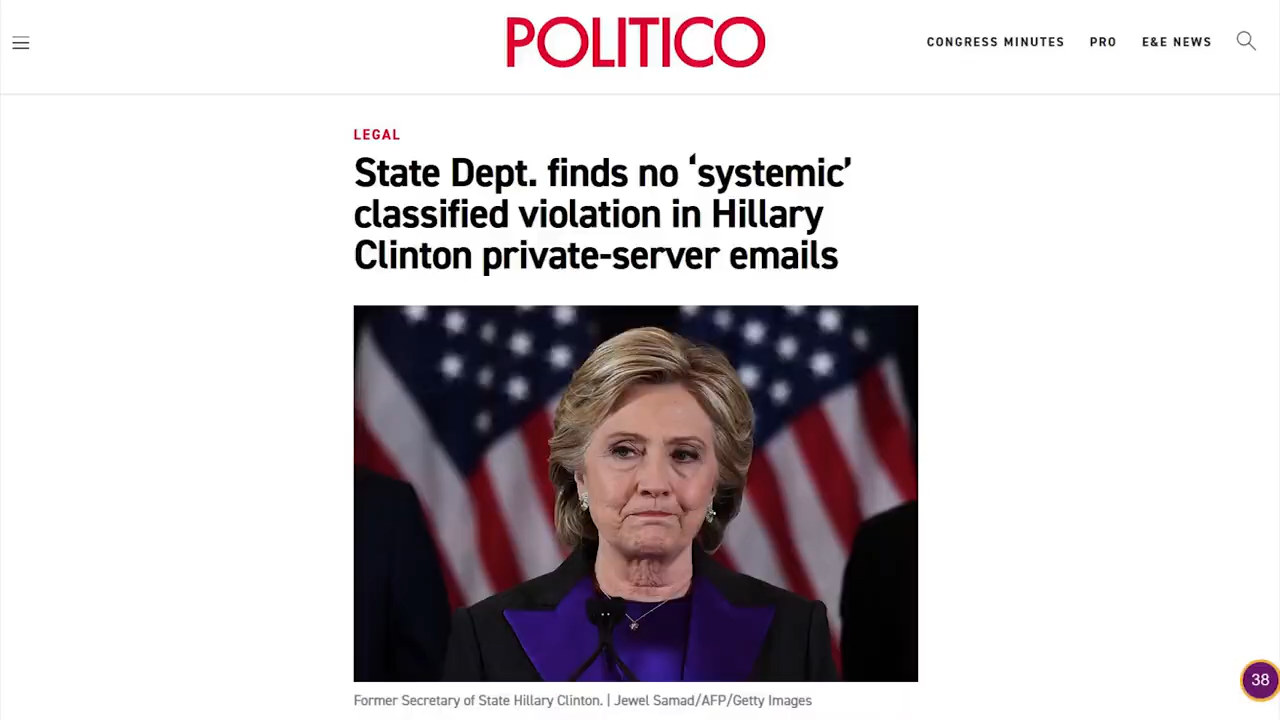 POLITICO
CONGRESS MINUTES PRO E&E NEWS
LEGAL
State Dept. finds no ‘systemic’
classified violation in Hillary
Clinton private-server emails
Former Secretary of State Hillary Clinton. | Jewel Samad/AFP/Getty Images
38